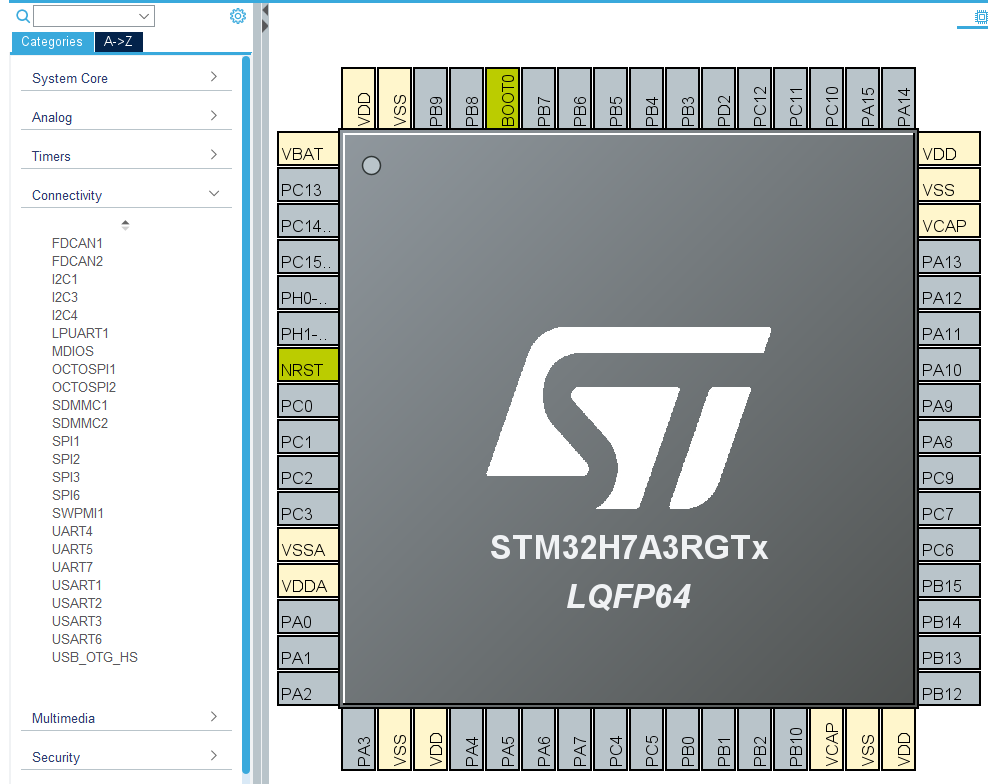 Categories A->Z
System Core
Analog
Timers
Connectivity
FDCAN1
FDCAN2
I2C1
I2C3
I2C4
LPUART1
MDIOS
OCTOSPI1
OCTOSPI2
SDMMC1
SDMMC2
SPI1
SPI2
SPI3
SPI6
SWPMI1
UART4
UART5
UART7
USART1
USART2
USART3
USART6
USB_OTG_HS
Multimedia
Security
VDD VSS PB9 PB8 BOOT0 PB7 PB6 PB5 PB4 PB3 PD2 PC12 PC11 PC10 PA15 PA14
VBAT
PC13
PC14..
PC15..
PH0-..
PH1-..
NRST
PC0
PC1
PC2
PC3
VSSA
VDDA
PA0
PA1
PA2
ST
STM32H7A3RGTx
LQFP64
VDD
VSS
VCAP
PA13
PA12
PA11
PA10
PA9
PA8
PC9
PC7
PC6
PB15
PB14
PB13
PB12
PA3 VSS VDD PA4 PA5 PA6 PA7 PC4 PC5 PB0 PB1 PB2 PB10 VCAP VSS VDD